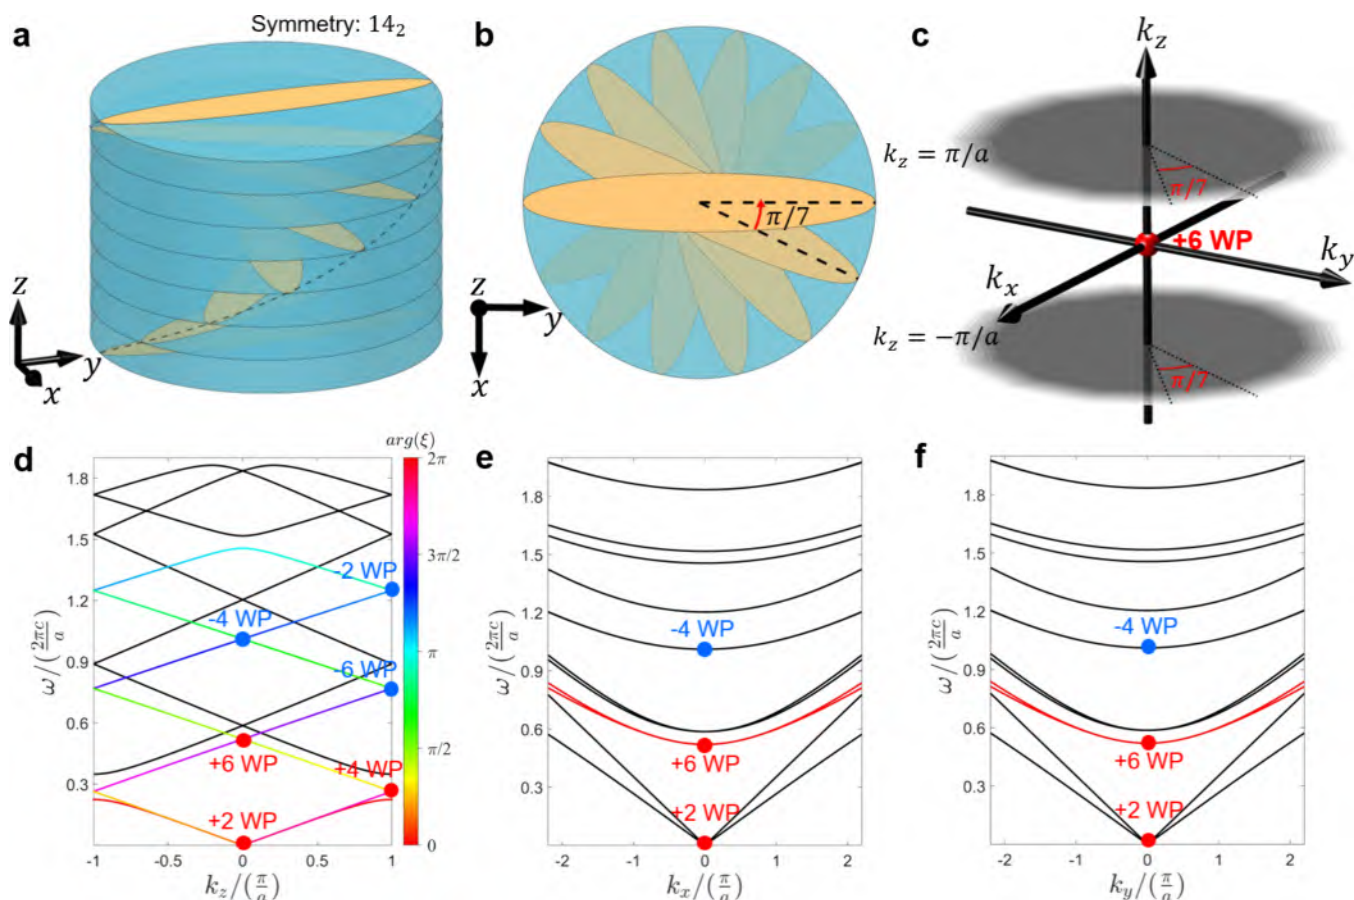 a
Symmetry: 14₂
z
y
x
b
π/7
z
y
x
c
k_z
k_z = π/a
π/7
+6 WP
k_y
k_x
k_z = −π/a
π/7
d
arg(ξ)
2π
3π/2
π
π/2
0
ω/(2πc/a)
1.8
1.5
1.2
0.9
0.6
0.3
-2 WP
-4 WP
-6 WP
+6 WP
+4 WP
+2 WP
-1
-0.5
0
0.5
1
k_z/(π/a)
e
ω/(2πc/a)
1.8
1.5
1.2
0.9
0.6
0.3
-4 WP
+6 WP
+2 WP
-2
-1
0
1
2
k_x/(π/a)
f
ω/(2πc/a)
1.8
1.5
1.2
0.9
0.6
0.3
-4 WP
+6 WP
+2 WP
-2
-1
0
1
2
k_y/(π/a)